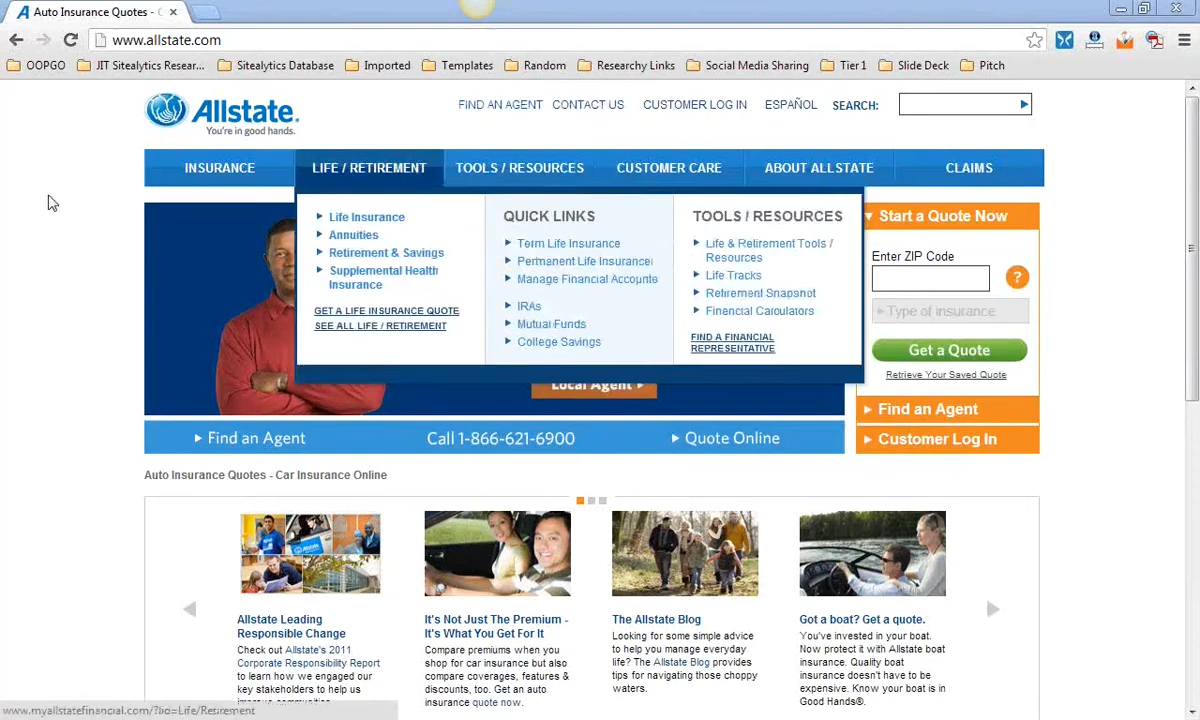 Auto Insurance Quotes - C
www.allstate.com
OOPGO
JIT Sitealytics Resear...
Sitealytics Database
Imported
Templates
Random
Researchy Links
Social Media Sharing
Tier 1
Slide Deck
Pitch
Allstate.
You're in good hands.
FIND AN AGENT
CONTACT US
CUSTOMER LOG IN
ESPAÑOL
SEARCH:
INSURANCE
LIFE / RETIREMENT
TOOLS / RESOURCES
CUSTOMER CARE
ABOUT ALLSTATE
CLAIMS
Life Insurance
Annuities
Retirement & Savings
Supplemental Health
Insurance
GET A LIFE INSURANCE QUOTE
SEE ALL LIFE / RETIREMENT
QUICK LINKS
Term Life Insurance
Permanent Life Insurance
Manage Financial Accounts
IRAs
Mutual Funds
College Savings
TOOLS / RESOURCES
Life & Retirement Tools /
Resources
Life Tracks
Retirement Snapshot
Financial Calculators
FIND A FINANCIAL
REPRESENTATIVE
Local Agent
Start a Quote Now
Enter ZIP Code
?
Type of insurance
Get a Quote
Retrieve Your Saved Quote
Find an Agent
Customer Log In
Find an Agent
Call 1-866-621-6900
Quote Online
Auto Insurance Quotes - Car Insurance Online
Allstate Leading
Responsible Change
Check out Allstate's 2011
Corporate Responsibility Report
to learn how we engaged our
key stakeholders to help us
It's Not Just The Premium -
It's What You Get For It
Compare premiums when you
shop for car insurance but also
compare coverages, features &
discounts, too. Get an auto
insurance quote now.
The Allstate Blog
Looking for some simple advice
to help you manage everyday
life? The Allstate Blog provides
tips for navigating those choppy
waters.
Got a boat? Get a quote.
You've invested in your boat.
Now protect it with Allstate boat
insurance. Quality boat
insurance doesn't have to be
expensive. Know your boat is in
Good Hands®.